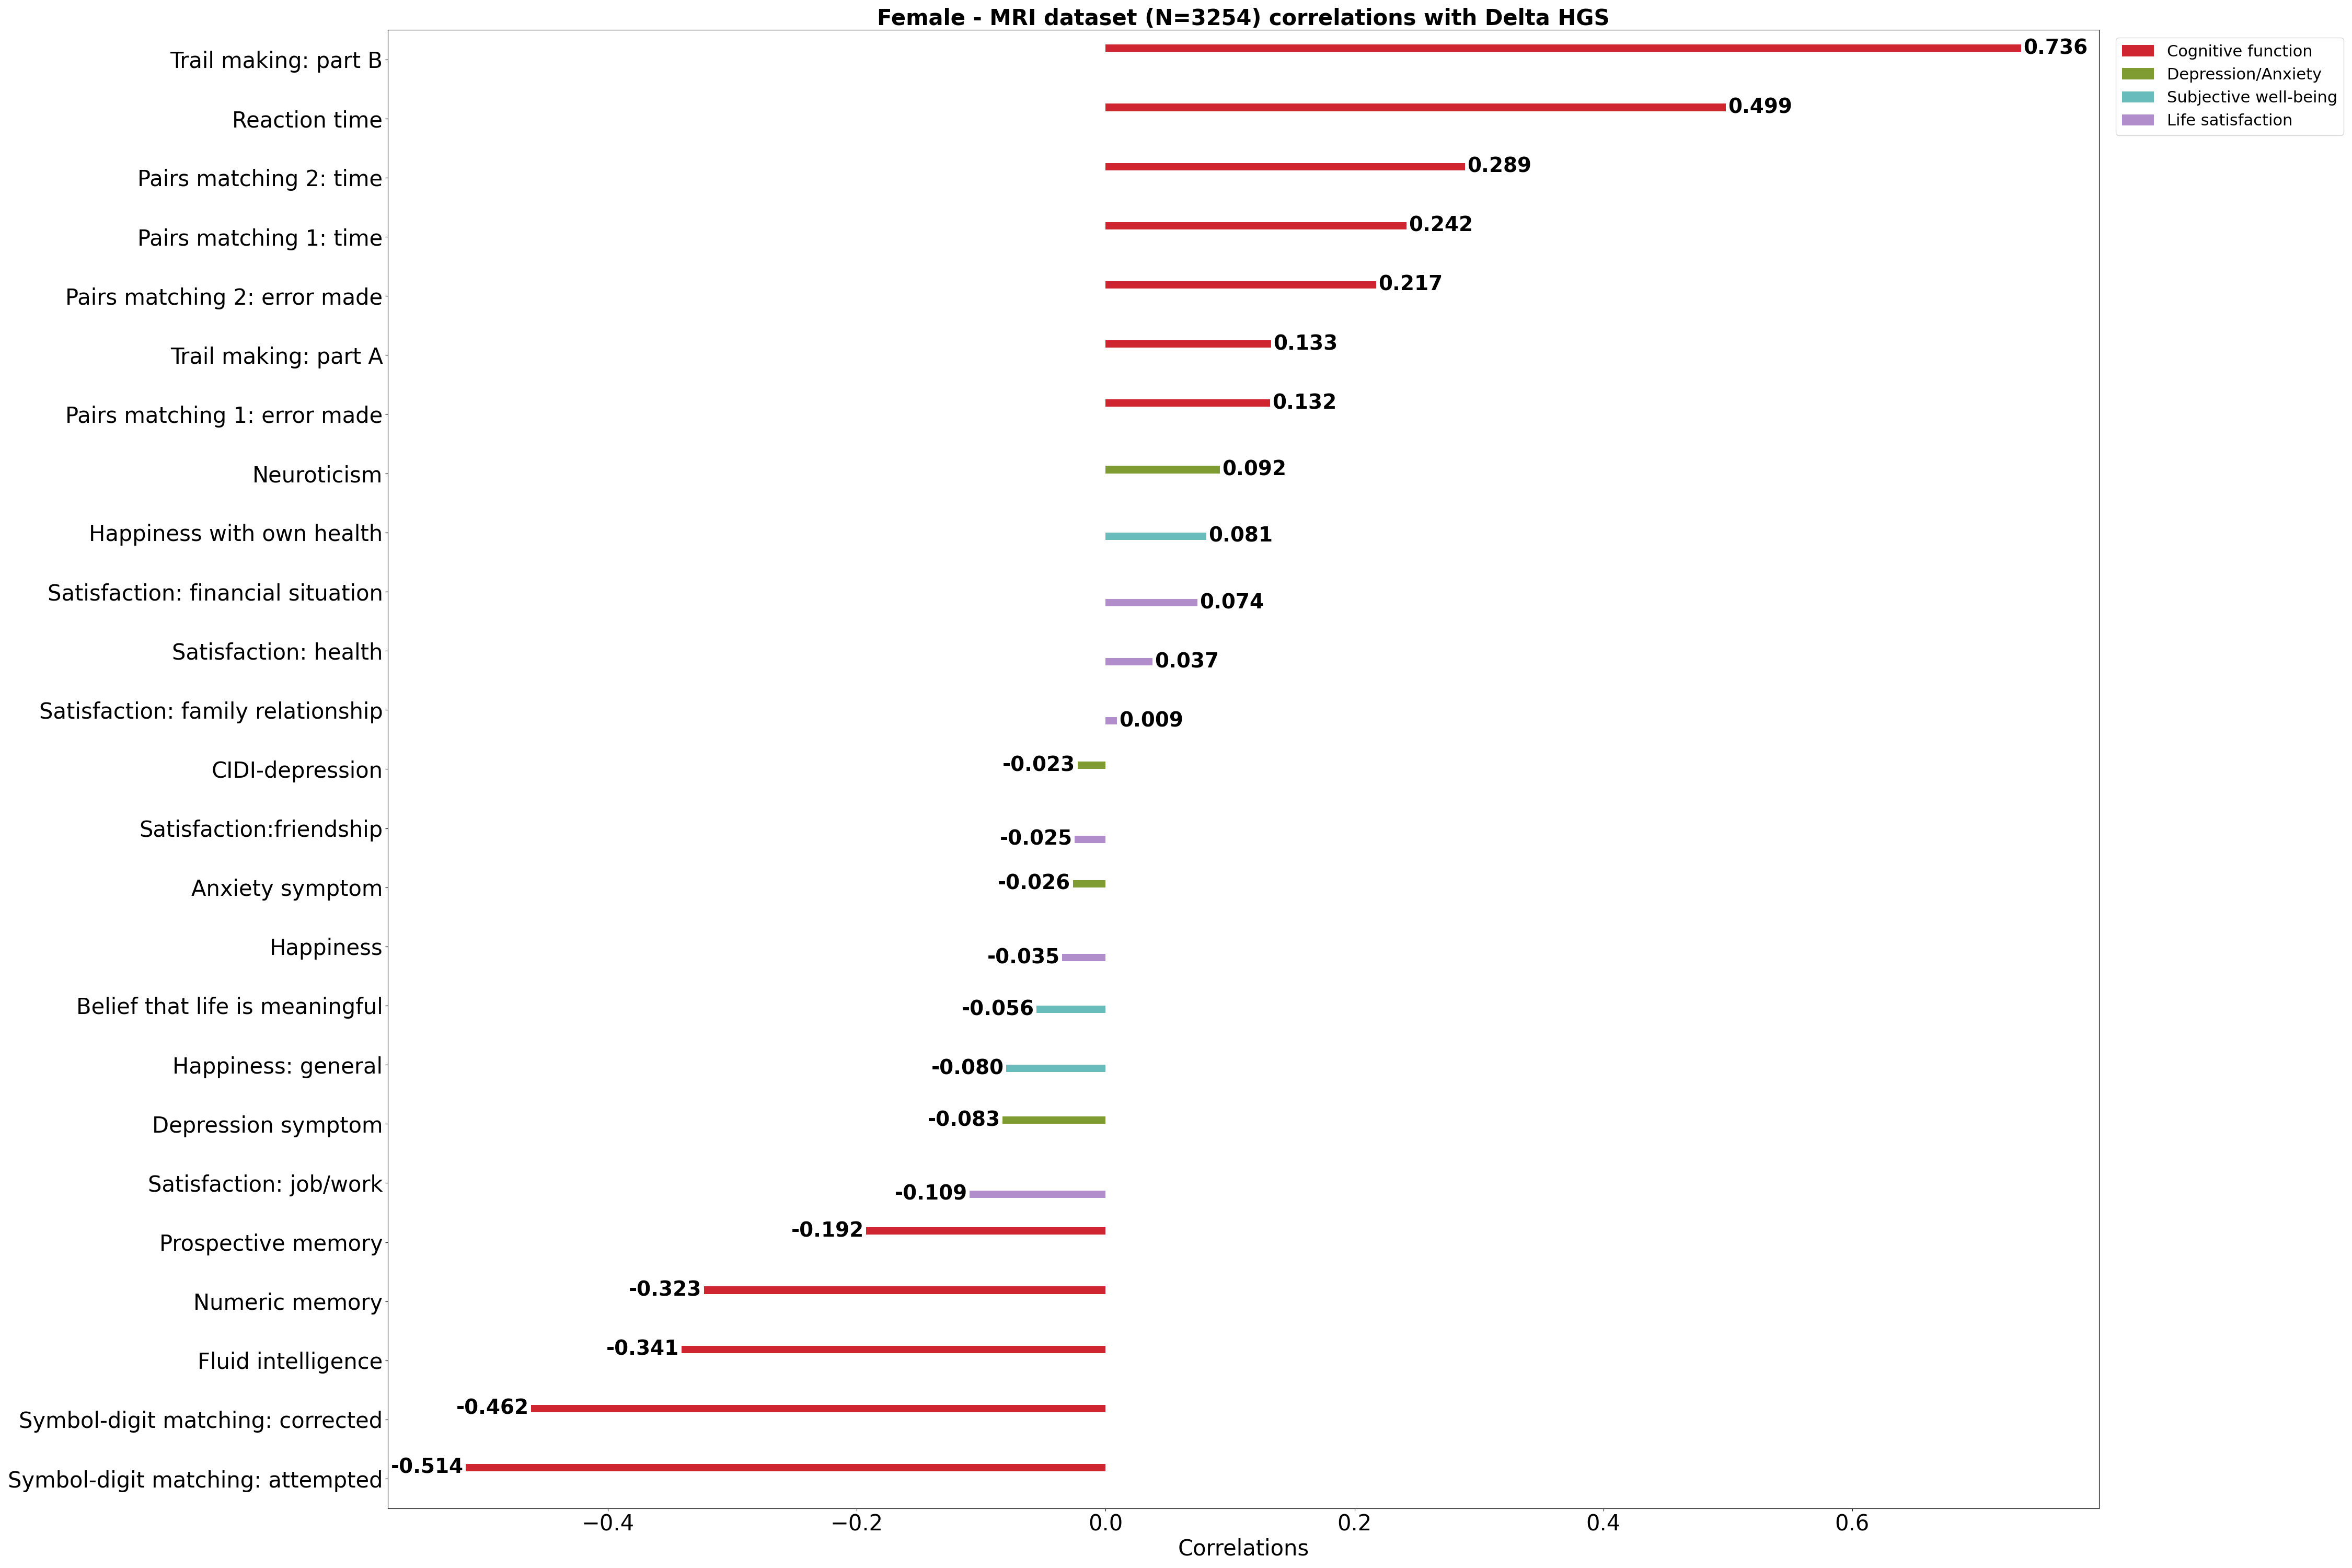 Female - MRI dataset (N=3254) correlations with Delta HGS
Trail making: part B 0.736
Reaction time 0.499
Pairs matching 2: time 0.289
Pairs matching 1: time 0.242
Pairs matching 2: error made 0.217
Trail making: part A 0.133
Pairs matching 1: error made 0.132
Neuroticism 0.092
Happiness with own health 0.081
Satisfaction: financial situation 0.074
Satisfaction: health 0.037
Satisfaction: family relationship 0.009
CIDI-depression -0.023
Satisfaction:friendship -0.025
Anxiety symptom -0.026
Happiness -0.035
Belief that life is meaningful -0.056
Happiness: general -0.080
Depression symptom -0.083
Satisfaction: job/work -0.109
Prospective memory -0.192
Numeric memory -0.323
Fluid intelligence -0.341
Symbol-digit matching: corrected -0.462
Symbol-digit matching: attempted -0.514
−0.4 −0.2 0.0 0.2 0.4 0.6
Correlations
Cognitive function
Depression/Anxiety
Subjective well-being
Life satisfaction